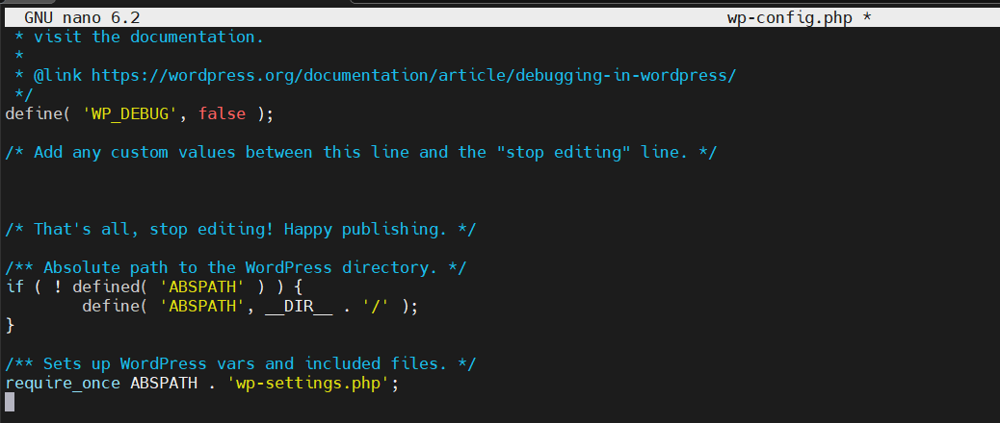 GNU nano 6.2 wp-config.php *
 * visit the documentation.
 *
 * @link https://wordpress.org/documentation/article/debugging-in-wordpress/
 */
define( 'WP_DEBUG', false );

/* Add any custom values between this line and the "stop editing" line. */

/* That's all, stop editing! Happy publishing. */

/** Absolute path to the WordPress directory. */
if ( ! defined( 'ABSPATH' ) ) {
        define( 'ABSPATH', __DIR__ . '/' );
}

/** Sets up WordPress vars and included files. */
require_once ABSPATH . 'wp-settings.php';